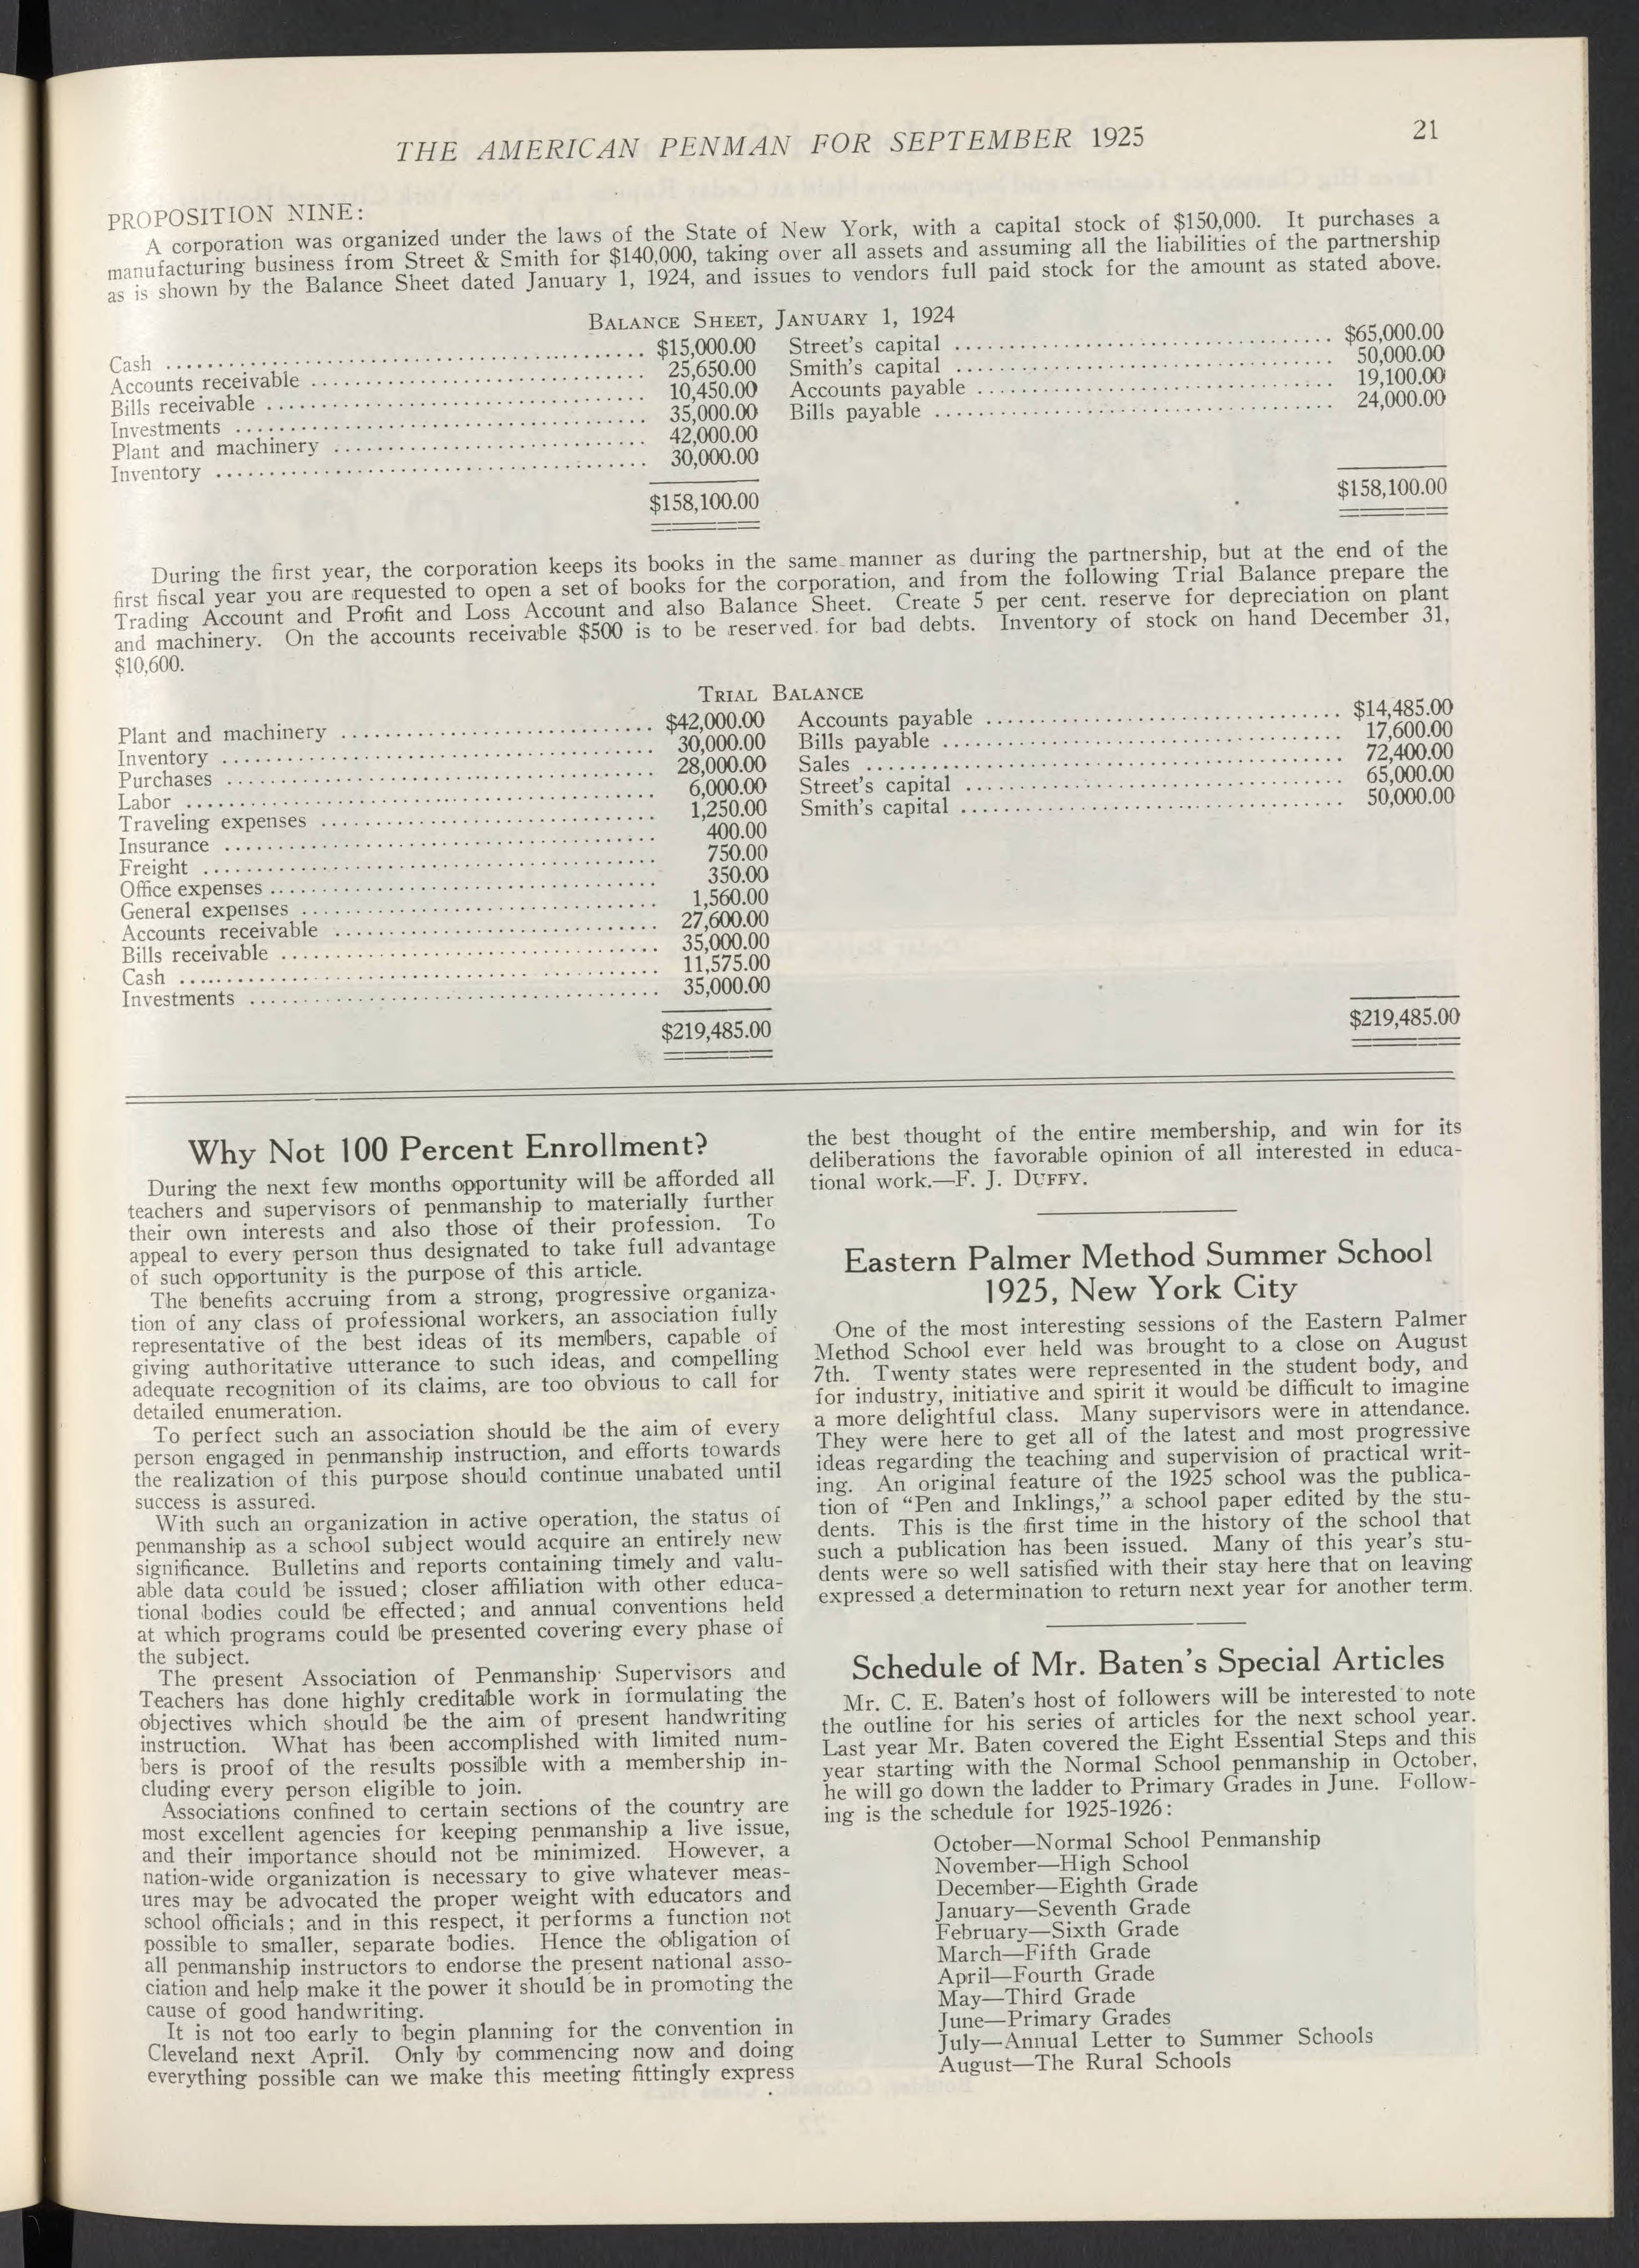 THE AMERICAN PENMAN FOR SEPTEMBER 1925
21
PROPOSITION NINE:
A corporation was organized under the laws of the State of New York, with a capital stock of $150,000. It purchases a
manufacturing business from Street & Smith for $140,000, taking over all assets and assuming all the liabilities of the partnership
as is shown by the Balance Sheet dated January 1, 1924, and issues to vendors full paid stock for the amount as stated above.
BALANCE SHEET, JANUARY 1, 1924
Cash .......... $15,000.00 Street's capital .......... $65,000.00
Accounts receivable .......... 25,650.00 Smith's capital .......... 50,000.00
Bills receivable .......... 10,450.00 Accounts payable .......... 19,100.00
Investments .......... 35,000.00 Bills payable .......... 24,000.00
Plant and machinery .......... 42,000.00
Inventory .......... 30,000.00
$158,100.00 $158,100.00
During the first year, the corporation keeps its books in the same manner as during the partnership, but at the end of the
first fiscal year you are requested to open a set of books for the corporation, and from the following Trial Balance prepare the
Trading Account and Profit and Loss Account and also Balance Sheet. Create 5 per cent. reserve for depreciation on plant
and machinery. On the accounts receivable $500 is to be reserved for bad debts. Inventory of stock on hand December 31,
$10,600.
TRIAL BALANCE
Plant and machinery .......... $42,000.00 Accounts payable .......... $14,485.00
Inventory .......... 30,000.00 Bills payable .......... 17,600.00
Purchases .......... 28,000.00 Sales .......... 72,400.00
Labor .......... 6,000.00 Street's capital .......... 65,000.00
Traveling expenses .......... 1,250.00 Smith's capital .......... 50,000.00
Insurance .......... 400.00
Freight .......... 750.00
Office expenses .......... 350.00
General expenses .......... 1,560.00
Accounts receivable .......... 27,600.00
Bills receivable .......... 35,000.00
Cash .......... 11,575.00
Investments .......... 35,000.00
$219,485.00 $219,485.00
Why Not 100 Percent Enrollment?
During the next few months opportunity will be afforded all
teachers and supervisors of penmanship to materially further
their own interests and also those of their profession. To
appeal to every person thus designated to take full advantage
of such opportunity is the purpose of this article.
The benefits accruing from a strong, progressive organiza-
tion of any class of professional workers, an association fully
representative of the best ideas of its members, capable of
giving authoritative utterance to such ideas, and compelling
adequate recognition of its claims, are too obvious to call for
detailed enumeration.
To perfect such an association should be the aim of every
person engaged in penmanship instruction, and efforts towards
the realization of this purpose should continue unabated until
success is assured.
With such an organization in active operation, the status of
penmanship as a school subject would acquire an entirely new
significance. Bulletins and reports containing timely and valu-
able data could be issued; closer affiliation with other educa-
tional bodies could be effected; and annual conventions held
at which programs could be presented covering every phase of
the subject.
The present Association of Penmanship Supervisors and
Teachers has done highly creditable work in formulating the
objectives which should be the aim of present handwriting
instruction. What has been accomplished with limited num-
bers is proof of the results possible with a membership in-
cluding every person eligible to join.
Associations confined to certain sections of the country are
most excellent agencies for keeping penmanship a live issue,
and their importance should not be minimized. However, a
nation-wide organization is necessary to give whatever meas-
ures may be advocated the proper weight with educators and
school officials; and in this respect, it performs a function not
possible to smaller, separate bodies. Hence the obligation of
all penmanship instructors to endorse the present national asso-
ciation and help make it the power it should be in promoting the
cause of good handwriting.
It is not too early to begin planning for the convention in
Cleveland next April. Only by commencing now and doing
everything possible can we make this meeting fittingly express
the best thought of the entire membership, and win for its
deliberations the favorable opinion of all interested in educa-
tional work.—F. J. DUFFY.
Eastern Palmer Method Summer School
1925, New York City
One of the most interesting sessions of the Eastern Palmer
Method School ever held was brought to a close on August
7th. Twenty states were represented in the student body, and
for industry, initiative and spirit it would be difficult to imagine
a more delightful class. Many supervisors were in attendance.
They were here to get all of the latest and most progressive
ideas regarding the teaching and supervision of practical writ-
ing. An original feature of the 1925 school was the publica-
tion of “Pen and Inklings,” a school paper edited by the stu-
dents. This is the first time in the history of the school that
such a publication has been issued. Many of this year's stu-
dents were so well satisfied with their stay here that on leaving
expressed a determination to return next year for another term.
Schedule of Mr. Baten's Special Articles
Mr. C. E. Baten's host of followers will be interested to note
the outline for his series of articles for the next school year.
Last year Mr. Baten covered the Eight Essential Steps and this
year starting with the Normal School penmanship in October,
he will go down the ladder to Primary Grades in June. Follow-
ing is the schedule for 1925-1926:
October—Normal School Penmanship
November—High School
December—Eighth Grade
January—Seventh Grade
February—Sixth Grade
March—Fifth Grade
April—Fourth Grade
May—Third Grade
June—Primary Grades
July—Annual Letter to Summer Schools
August—The Rural Schools